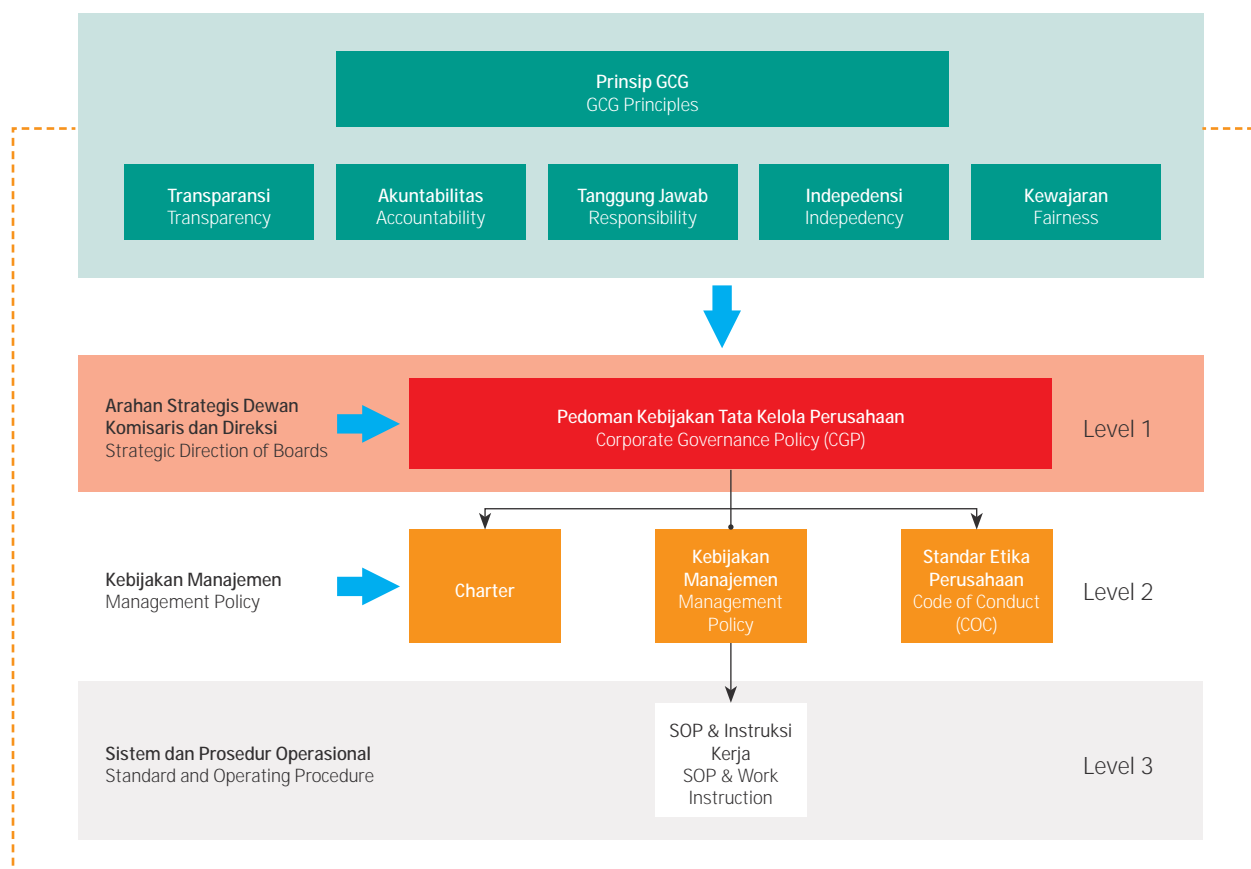 Prinsip GCG
GCG Principles
Transparansi
Transparency
Akuntabilitas
Accountability
Tanggung Jawab
Responsibility
Indepedensi
Indepedency
Kewajaran
Fairness
Arahan Strategis Dewan
Komisaris dan Direksi
Strategic Direction of Boards
Pedoman Kebijakan Tata Kelola Perusahaan
Corporate Governance Policy (CGP)
Level 1
Kebijakan Manajemen
Management Policy
Charter
Kebijakan
Manajemen
Management
Policy
Standar Etika
Perusahaan
Code of Conduct
(COC)
Level 2
Sistem dan Prosedur Operasional
Standard and Operating Procedure
SOP & Instruksi
Kerja
SOP & Work
Instruction
Level 3